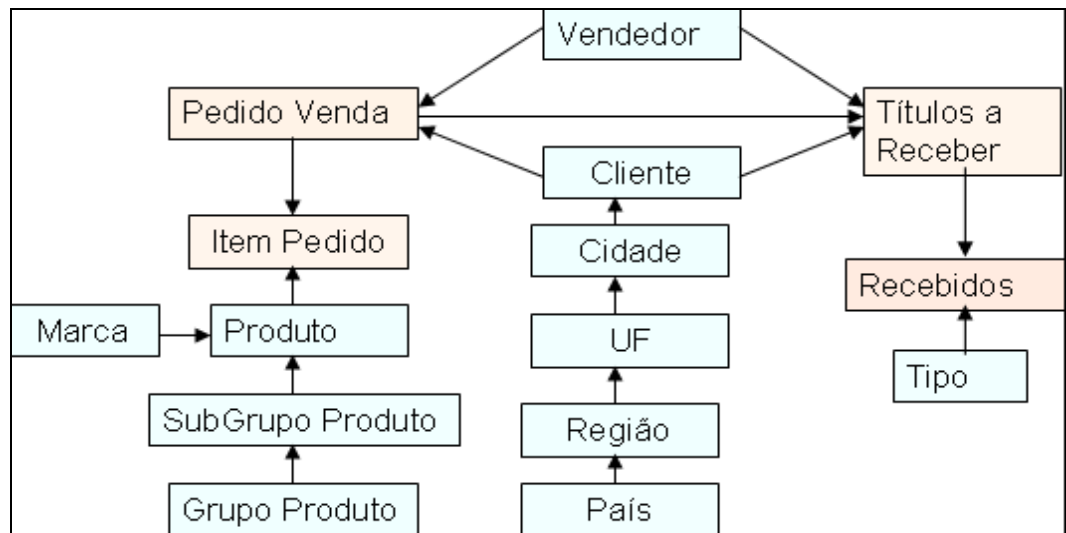 Vendedor
Pedido Venda
Títulos a
Receber
Cliente
Item Pedido
Cidade
Recebidos
Marca
Produto
UF
Tipo
SubGrupo Produto
Região
Grupo Produto
País